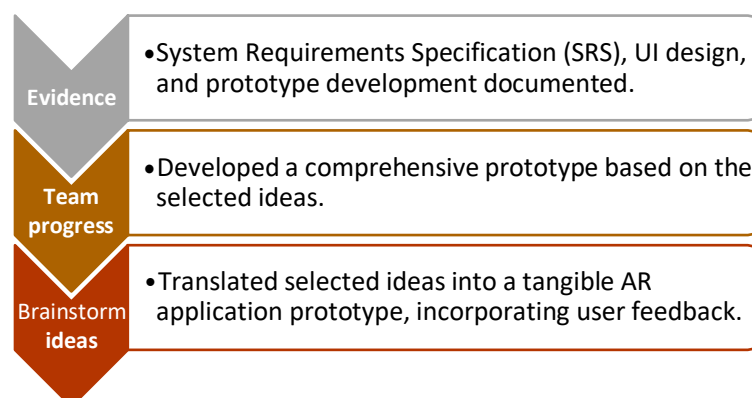 Evidence
•System Requirements Specification (SRS), UI design,
and prototype development documented.
Team
progress
•Developed a comprehensive prototype based on the
selected ideas.
Brainstorm
ideas
•Translated selected ideas into a tangible AR
application prototype, incorporating user feedback.